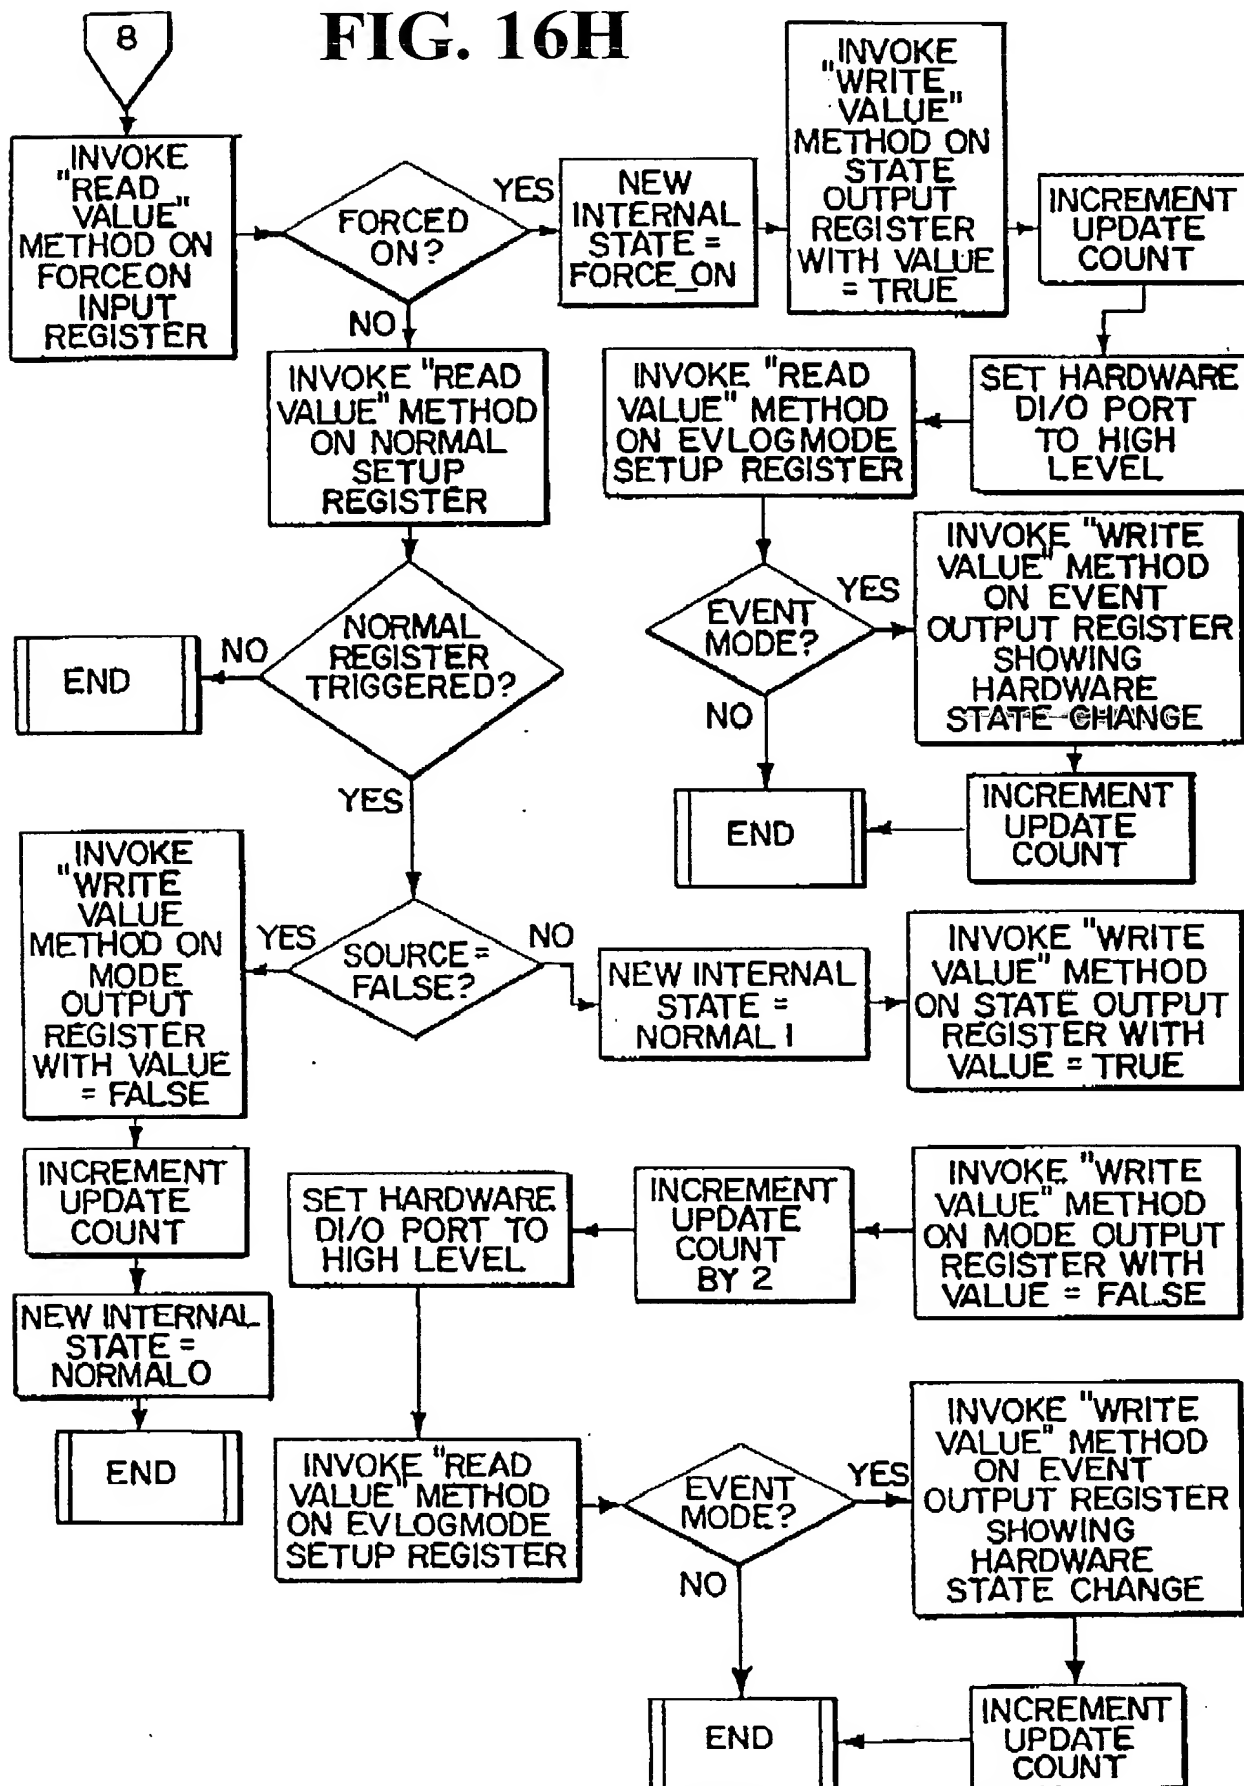 8
FIG. 16H
INVOKE
"READ
VALUE"
METHOD ON
FORCEON
INPUT
REGISTER
FORCED
ON?
YES
NO
NEW
INTERNAL
STATE =
FORCE_ON
INVOKE
"WRITE
VALUE"
METHOD ON
STATE
OUTPUT
REGISTER
WITH VALUE
= TRUE
INCREMENT
UPDATE
COUNT
SET HARDWARE
DI/O PORT
TO HIGH
LEVEL
INVOKE "READ
VALUE" METHOD
ON EVLOGMODE
SETUP REGISTER
EVENT
MODE?
YES
NO
INVOKE "WRITE
VALUE" METHOD
ON EVENT
OUTPUT REGISTER
SHOWING
HARDWARE
STATE CHANGE
INCREMENT
UPDATE
COUNT
END
INVOKE "READ
VALUE" METHOD
ON NORMAL
SETUP
REGISTER
NORMAL
REGISTER
TRIGGERED?
NO
END
YES
SOURCE =
FALSE?
YES
NO
INVOKE
"WRITE
VALUE
METHOD ON
MODE
OUTPUT
REGISTER
WITH VALUE
= FALSE
INCREMENT
UPDATE
COUNT
NEW INTERNAL
STATE =
NORMAL0
END
NEW INTERNAL
STATE =
NORMAL 1
INVOKE "WRITE
VALUE" METHOD
ON STATE OUTPUT
REGISTER WITH
VALUE = TRUE
INVOKE "WRITE
VALUE" METHOD
ON MODE OUTPUT
REGISTER WITH
VALUE = FALSE
INCREMENT
UPDATE
COUNT
BY 2
SET HARDWARE
DI/O PORT TO
HIGH LEVEL
INVOKE "READ
VALUE" METHOD
ON EVLOGMODE
SETUP REGISTER
EVENT
MODE?
YES
NO
INVOKE "WRITE
VALUE" METHOD
ON EVENT
OUTPUT REGISTER
SHOWING
HARDWARE
STATE CHANGE
INCREMENT
UPDATE
COUNT
END